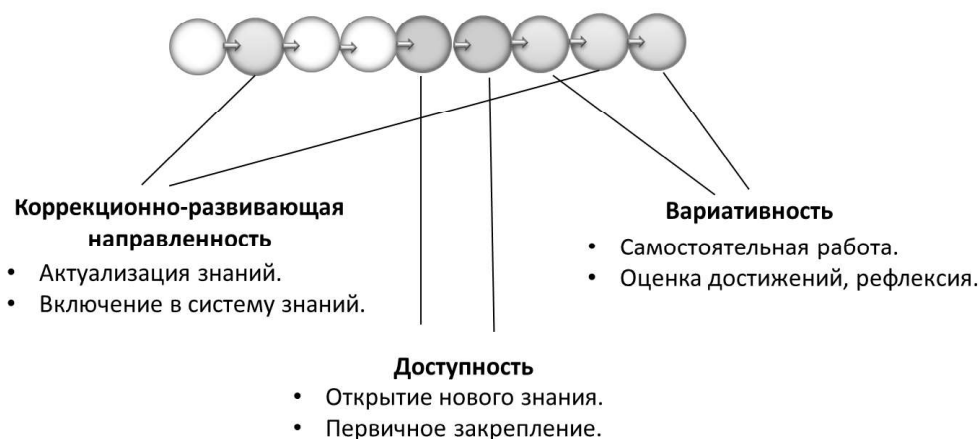 Коррекционно-развивающая
направленность
• Актуализация знаний.
• Включение в систему знаний.
Вариативность
• Самостоятельная работа.
• Оценка достижений, рефлексия.
Доступность
• Открытие нового знания.
• Первичное закрепление.